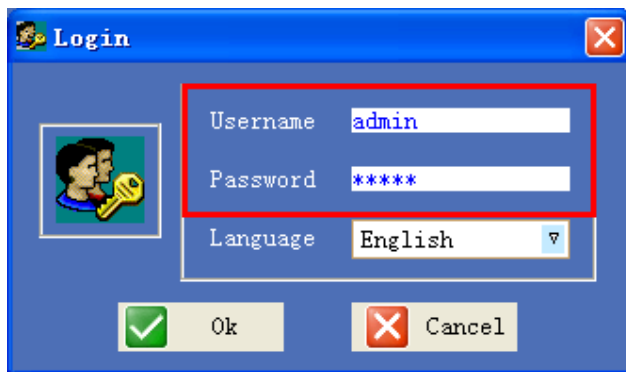 Login
Username admin
Password *****
Language English
Ok Cancel